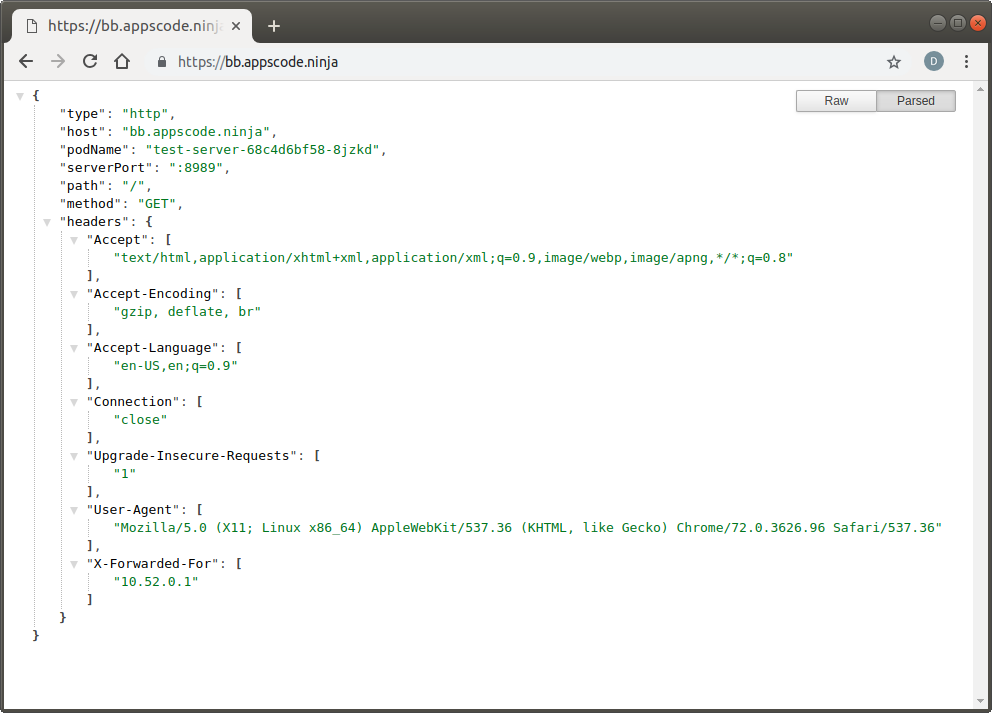 https://bb.appscode.ninj
https://bb.appscode.ninja
D
Raw
Parsed
{
"type": "http",
"host": "bb.appscode.ninja",
"podName": "test-server-68c4d6bf58-8jzkd",
"serverPort": ":8989",
"path": "/",
"method": "GET",
"headers": {
"Accept": [
"text/html,application/xhtml+xml,application/xml;q=0.9,image/webp,image/apng,*/*;q=0.8"
],
"Accept-Encoding": [
"gzip, deflate, br"
],
"Accept-Language": [
"en-US,en;q=0.9"
],
"Connection": [
"close"
],
"Upgrade-Insecure-Requests": [
"1"
],
"User-Agent": [
"Mozilla/5.0 (X11; Linux x86_64) AppleWebKit/537.36 (KHTML, like Gecko) Chrome/72.0.3626.96 Safari/537.36"
],
"X-Forwarded-For": [
"10.52.0.1"
]
}
}